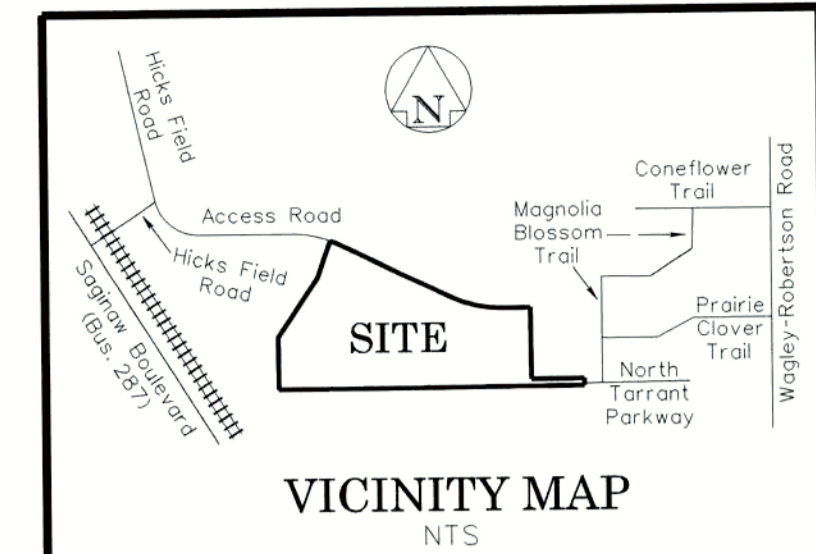 Hicks Field
Road
N
Coneflower
Trail
Wagley-Robertson Road
Magnolia
Blossom
Trail
Access Road
Hicks Field
Road
Saginaw Boulevard
(Bus. 287)
SITE
Prairie
Clover
Trail
North
Tarrant
Parkway
VICINITY MAP
NTS